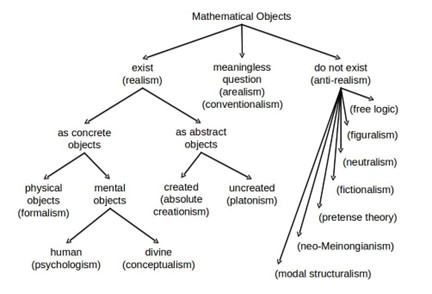 Mathematical Objects
exist
(realism)
meaningless
question
(arealism)
(conventionalism)
do not exist
(anti-realism)
as concrete
objects
as abstract
objects
physical
objects
(formalism)
mental
objects
created
(absolute
creationism)
uncreated
(platonism)
human
(psychologism)
divine
(conceptualism)
(free logic)
(figuralism)
(neutralism)
(fictionalism)
(pretense theory)
(neo-Meinongianism)
(modal structuralism)